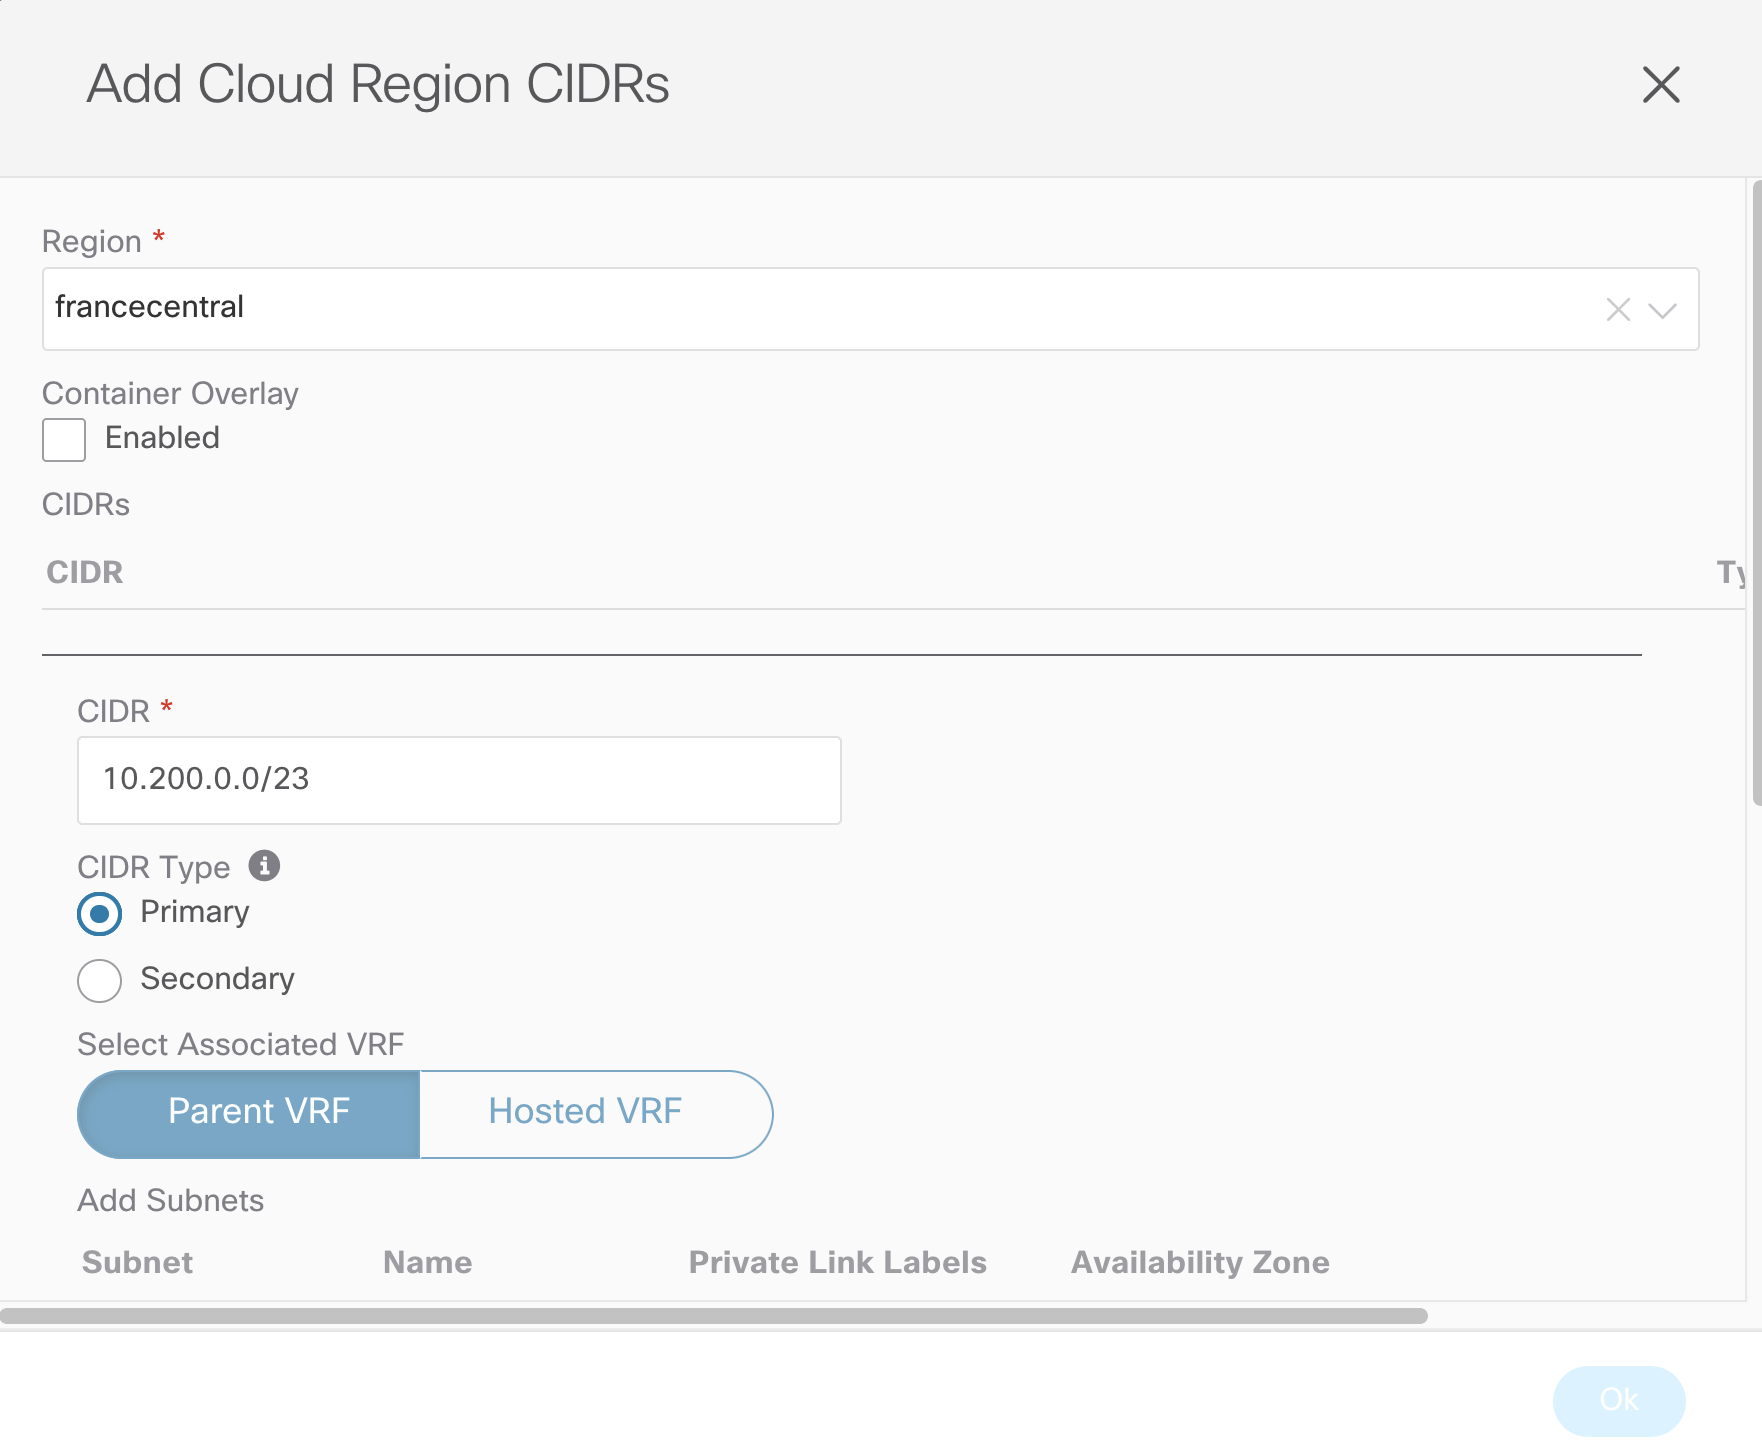 Add Cloud Region CIDRs
Region *
francecentral
Container Overlay
Enabled
CIDRs
CIDR
CIDR *
10.200.0.0/23
CIDR Type
Primary
Secondary
Select Associated VRF
Parent VRF Hosted VRF
Add Subnets
Subnet Name Private Link Labels Availability Zone
Ok